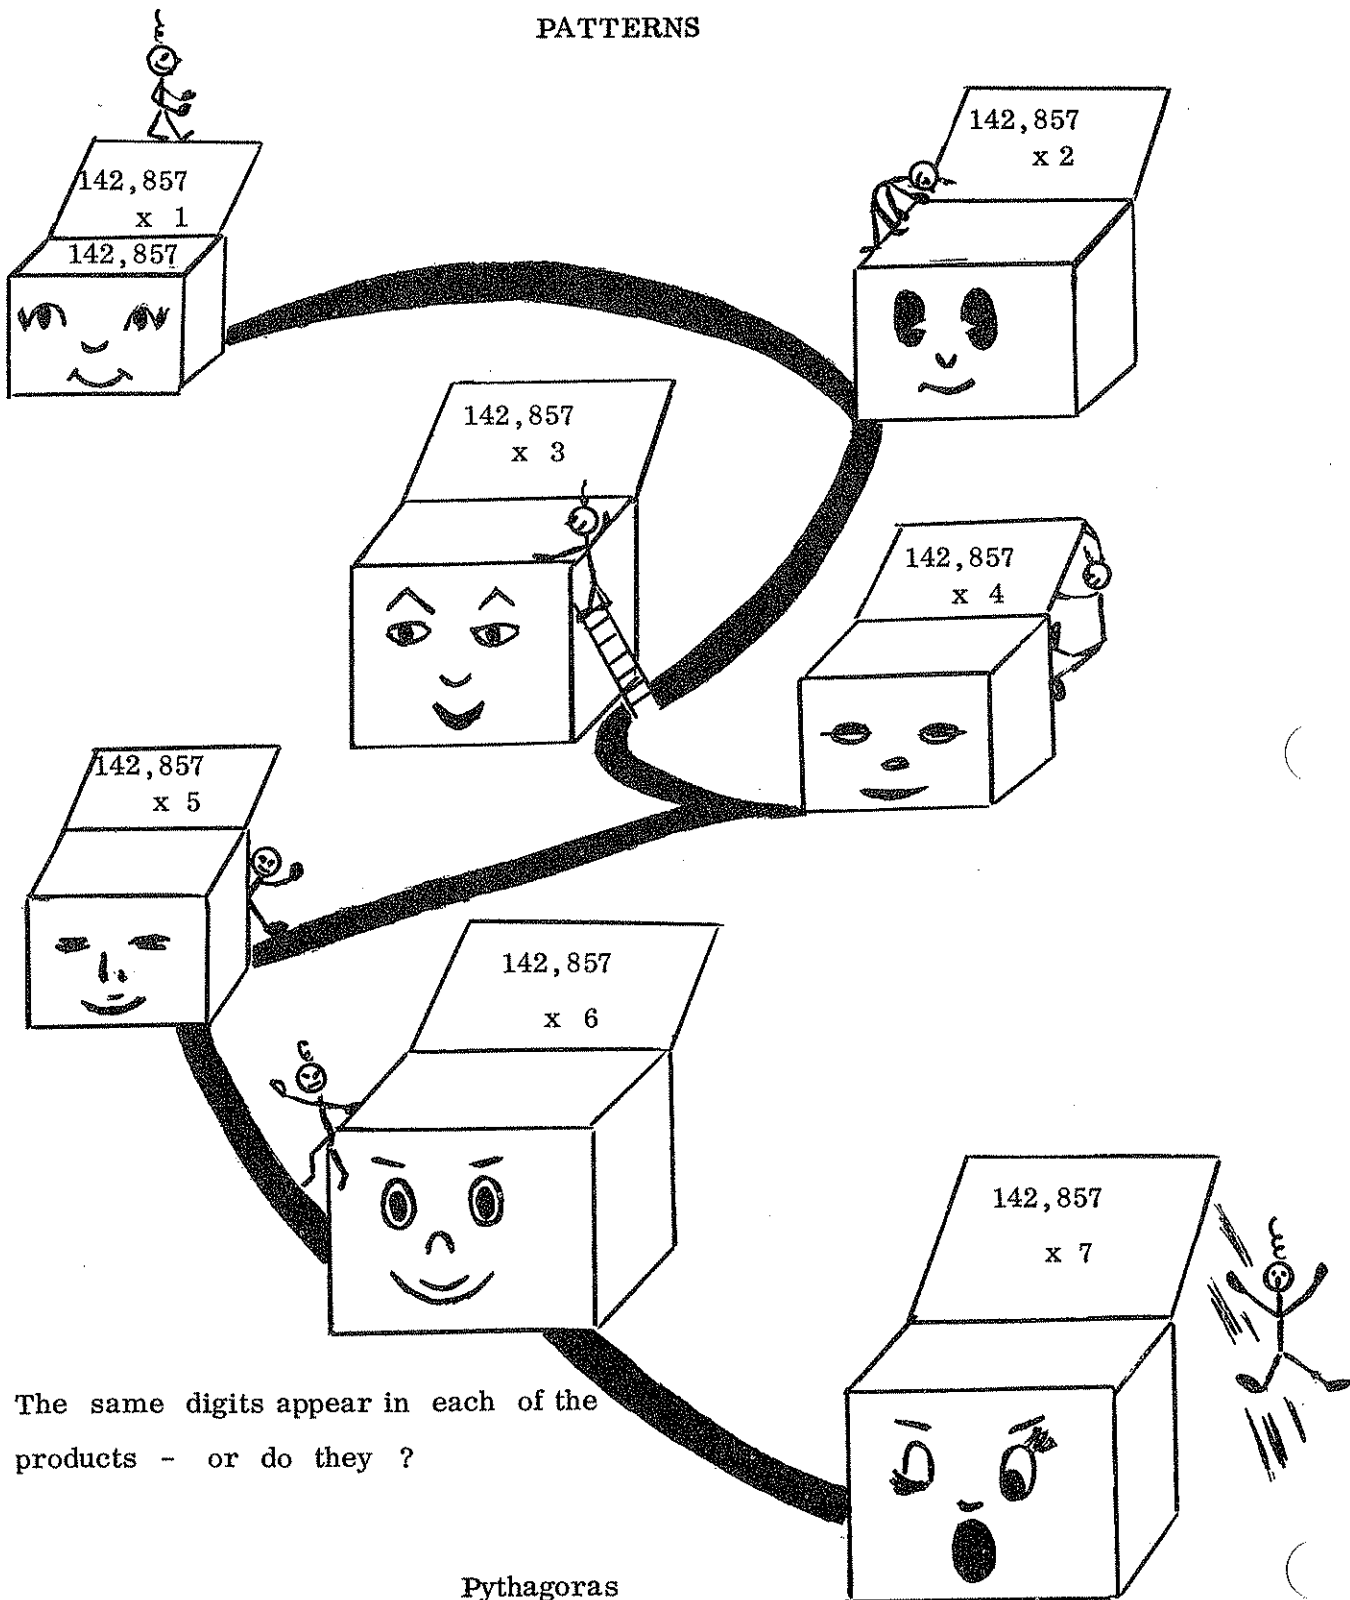 PATTERNS
142,857
x 1
142,857
142,857
x 2
142,857
x 3
142,857
x 4
142,857
x 5
142,857
x 6
142,857
x 7
The same digits appear in each of the
products - or do they ?
Pythagoras